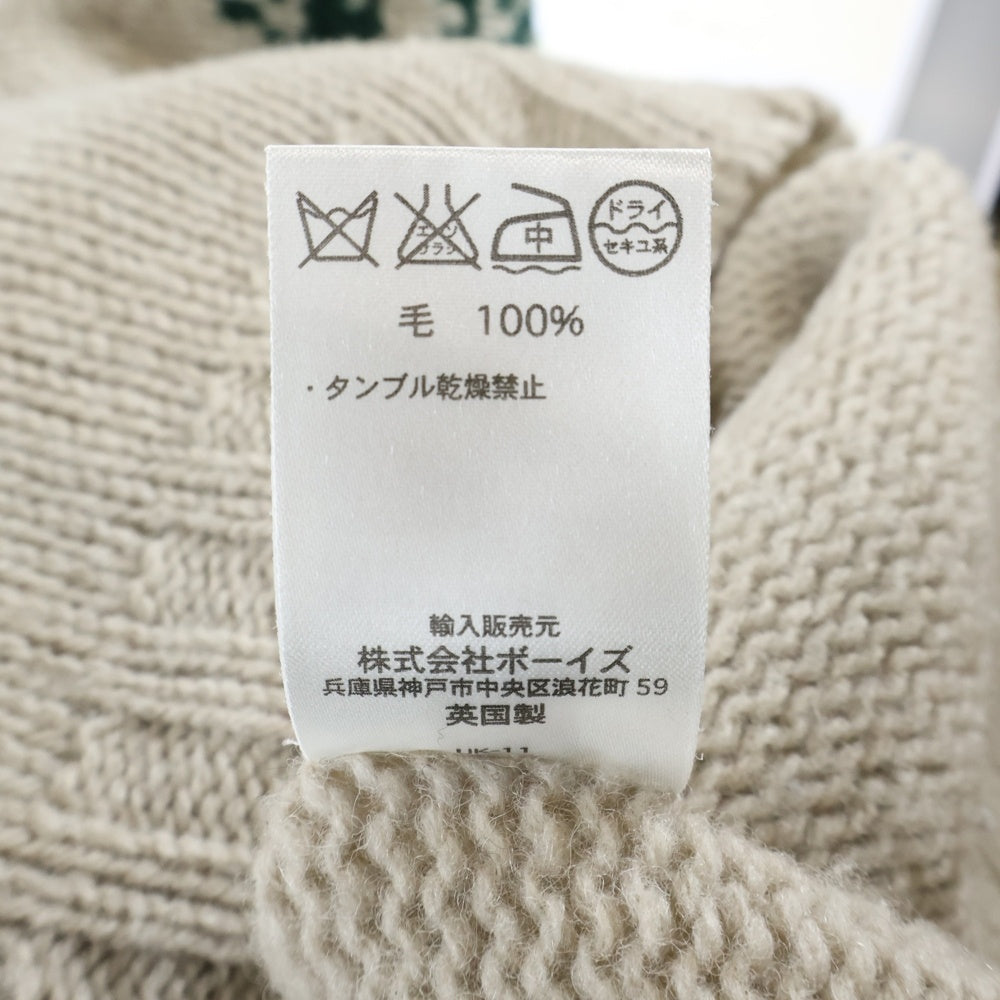 エンソ
サラシ
中
ドライ
セキユ系
毛 100%
・タンブル乾燥禁止
輸入販売元
株式会社ボーイズ
兵庫県神戸市中央区浪花町 59
英国製